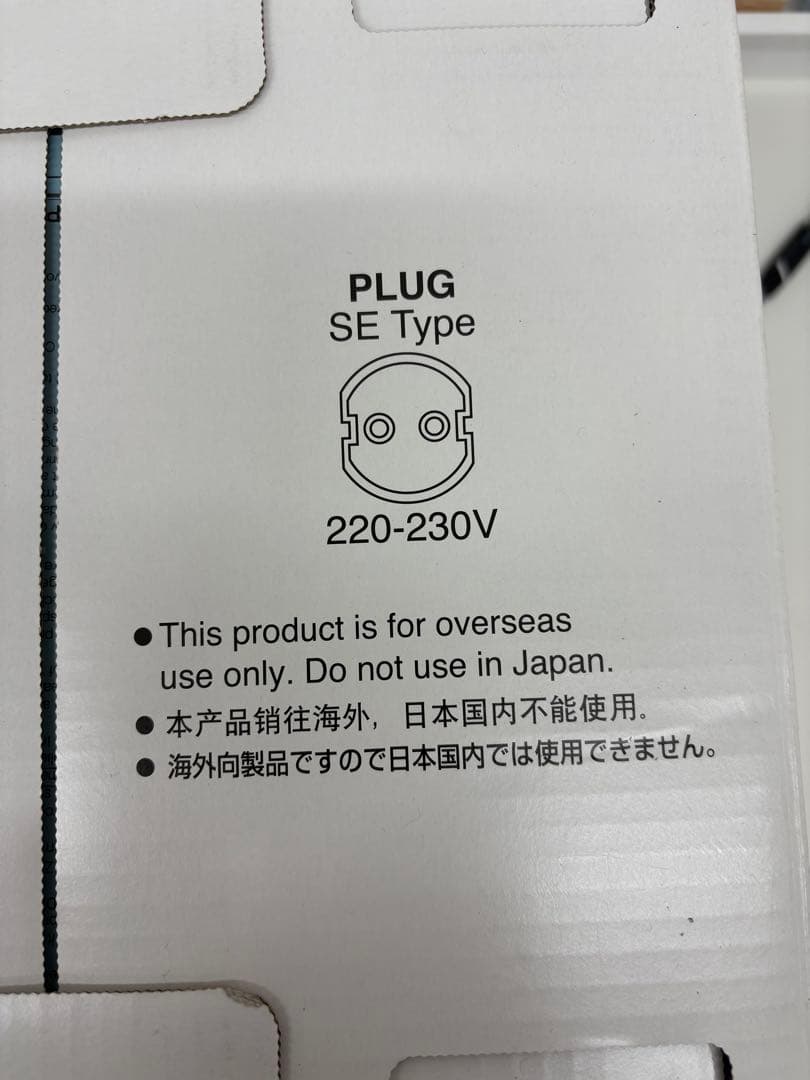 PLUG
SE Type
220-230V
● This product is for overseas
use only. Do not use in Japan.
● 本产品销往海外，日本国内不能使用。
● 海外向製品ですので日本国内では使用できません。